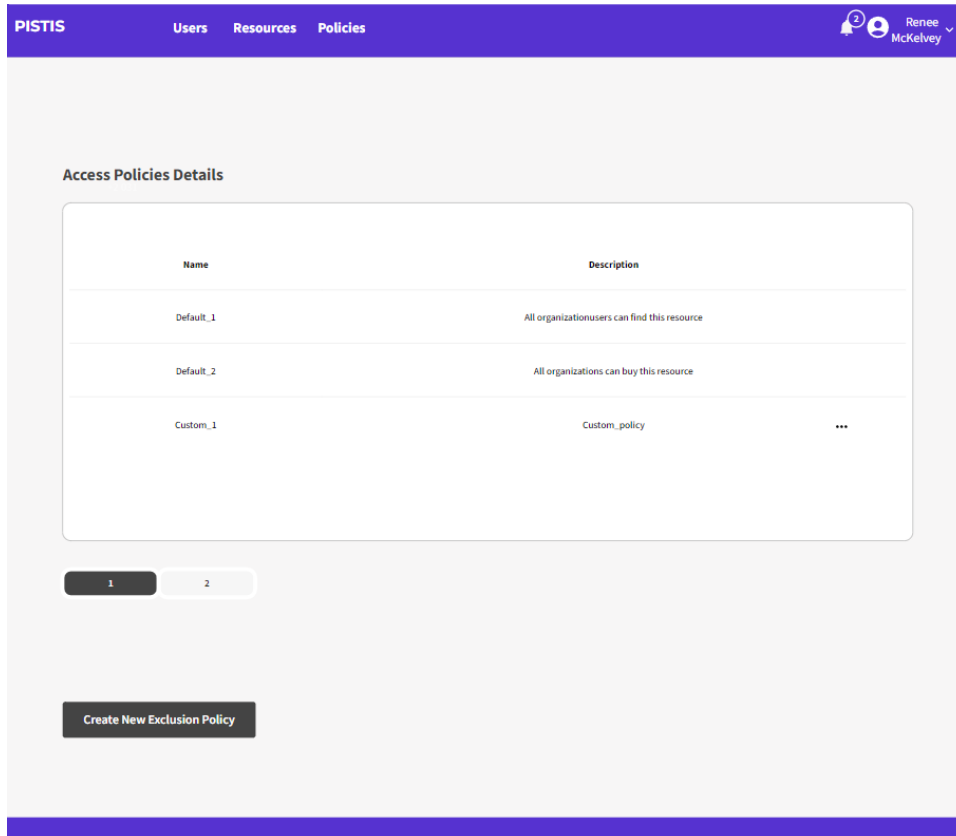 PISTIS
Users Resources Policies
2
Renee
McKelvey
Access Policies Details
Name Description
Default_1 All organizationusers can find this resource
Default_2 All organizations can buy this resource
Custom_1 Custom_policy ...
1 2
Create New Exclusion Policy